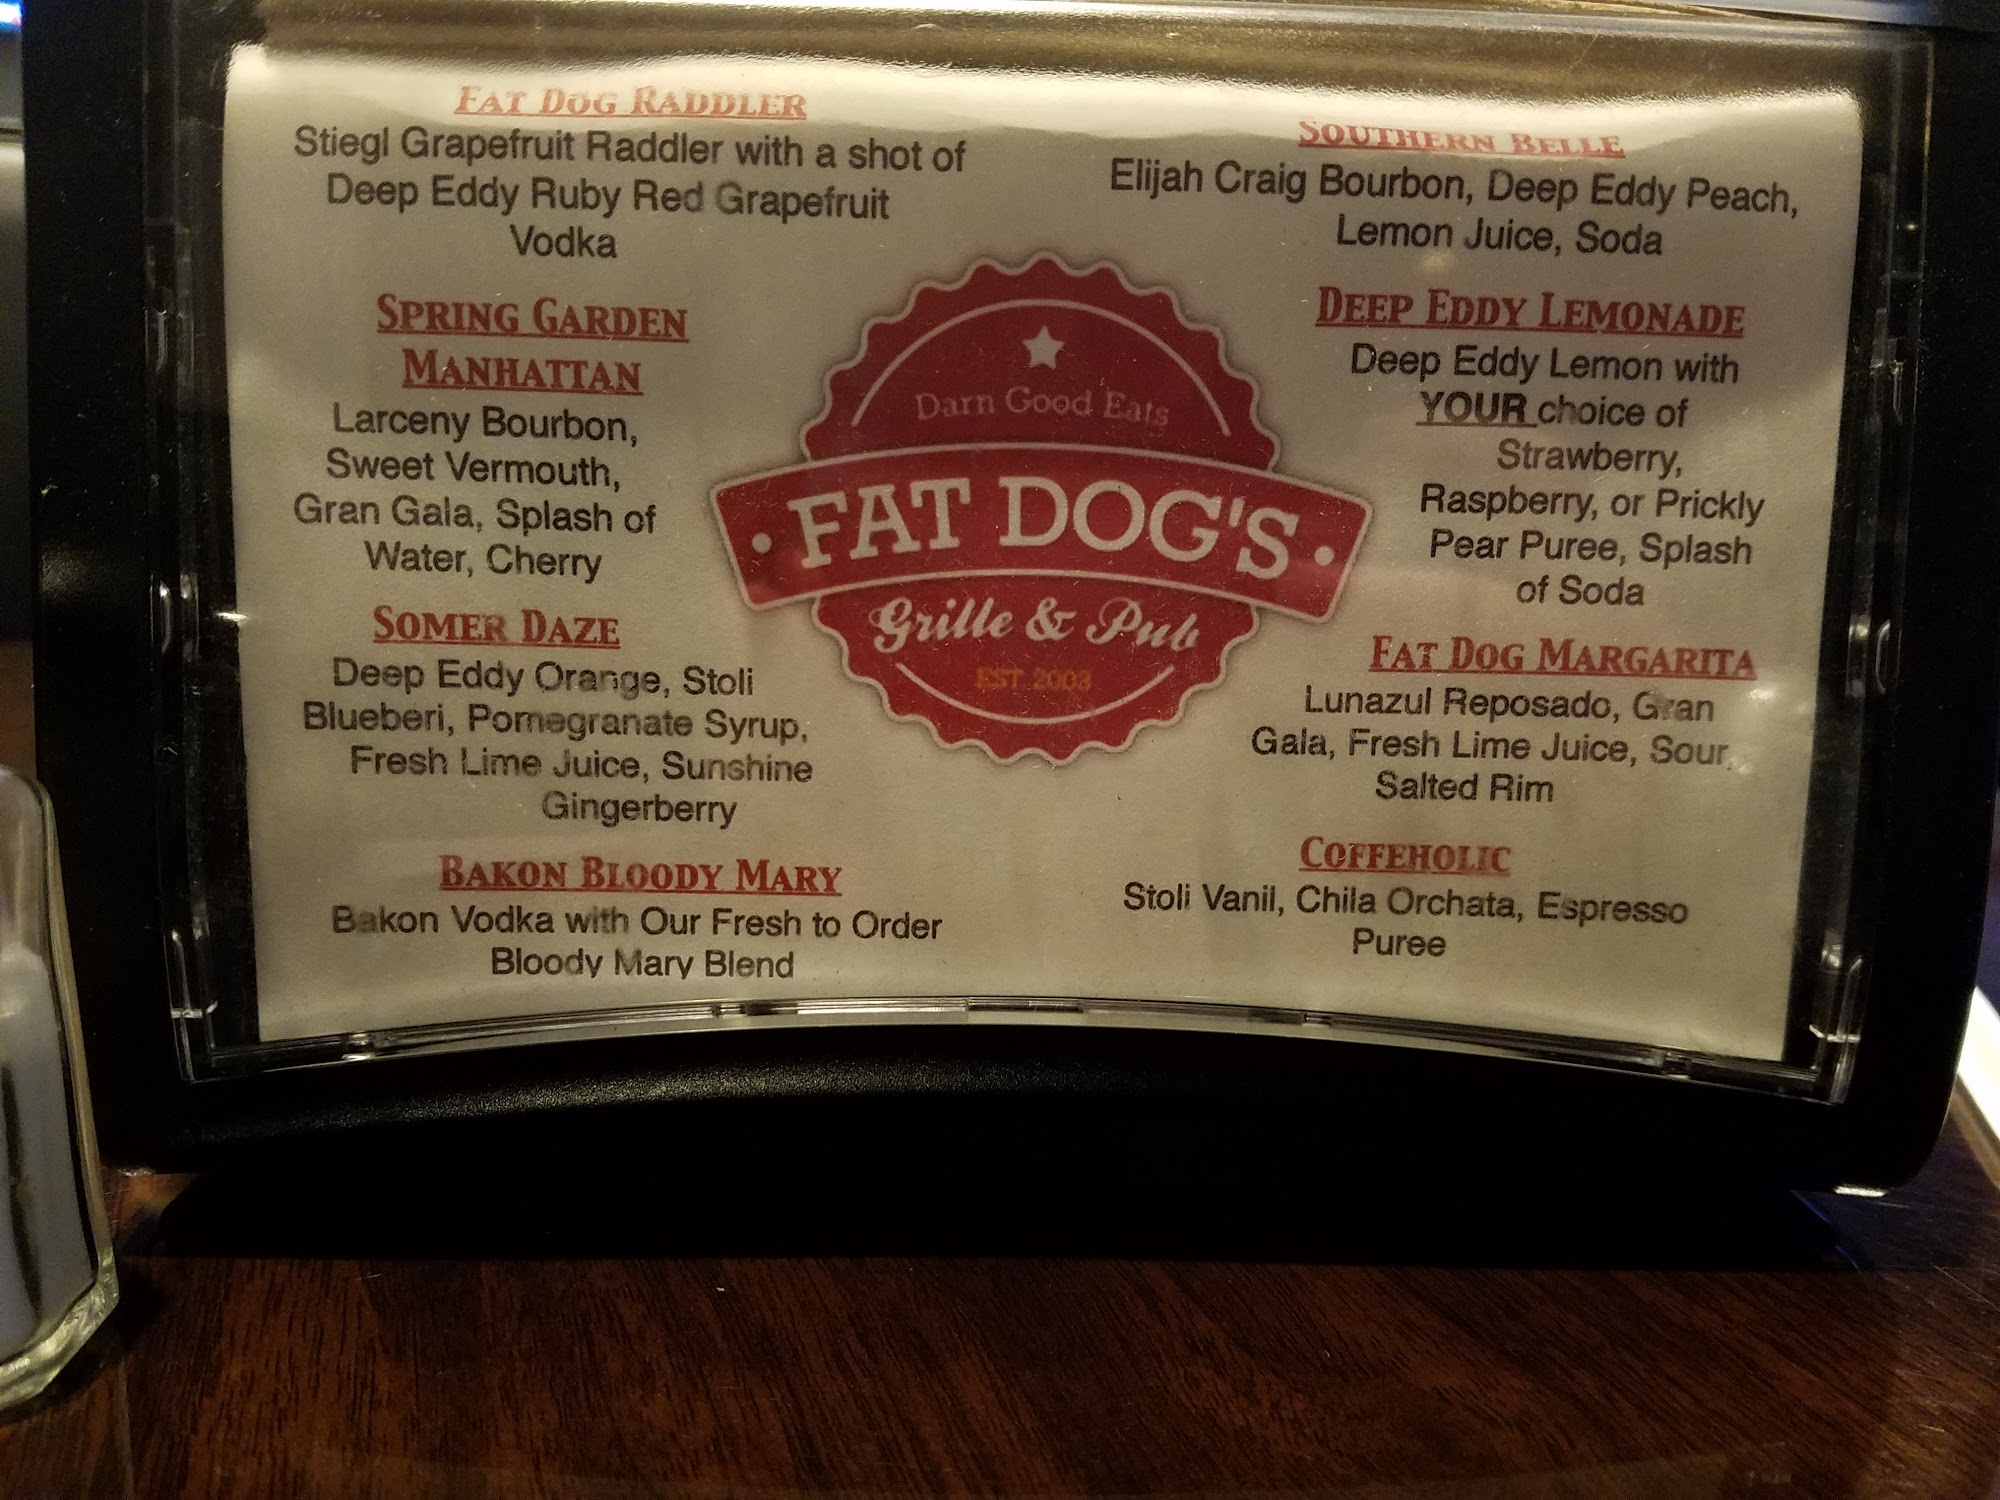 FAT DOG RADDLER
Stiegl Grapefruit Raddler with a shot of
Deep Eddy Ruby Red Grapefruit
Vodka
SPRING GARDEN
MANHATTAN
Larceny Bourbon,
Sweet Vermouth,
Gran Gala, Splash of
Water, Cherry
SOMER DAZE
Deep Eddy Orange, Stoli
Blueberi, Pomegranate Syrup,
Fresh Lime Juice, Sunshine
Gingerberry
BAKON BLOODY MARY
Bakon Vodka with Our Fresh to Order
Bloody Mary Blend
Darn Good Eats
FAT DOG'S
Grille & Pub
EST. 2003
SOUTHERN BELLE
Elijah Craig Bourbon, Deep Eddy Peach,
Lemon Juice, Soda
DEEP EDDY LEMONADE
Deep Eddy Lemon with
YOUR choice of
Strawberry,
Raspberry, or Prickly
Pear Puree, Splash
of Soda
FAT DOG MARGARITA
Lunazul Reposado, Gran
Gala, Fresh Lime Juice, Sour,
Salted Rim
COFFEHOLIC
Stoli Vanil, Chila Orchata, Espresso
Puree